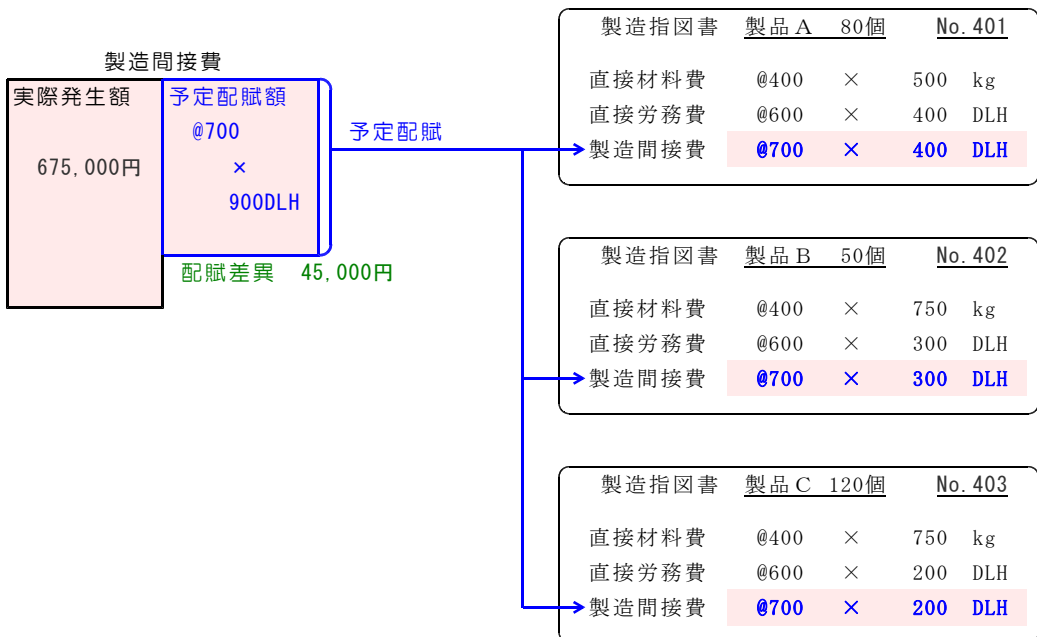 製造間接費
実際発生額
675,000円
予定配賦額
@700
×
900DLH
予定配賦
配賦差異 45,000円
製造指図書 製品A 80個 No.401
直接材料費 @400 × 500 kg
直接労務費 @600 × 400 DLH
製造間接費 @700 × 400 DLH
製造指図書 製品B 50個 No.402
直接材料費 @400 × 750 kg
直接労務費 @600 × 300 DLH
製造間接費 @700 × 300 DLH
製造指図書 製品C 120個 No.403
直接材料費 @400 × 750 kg
直接労務費 @600 × 200 DLH
製造間接費 @700 × 200 DLH